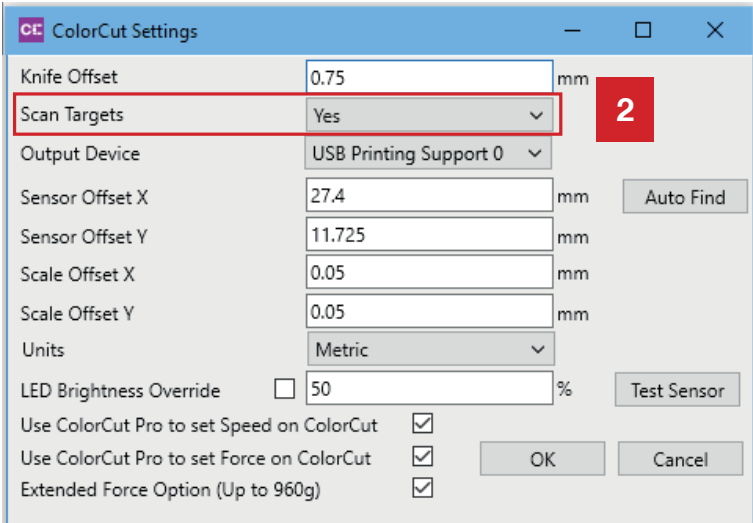 CE ColorCut Settings
Knife Offset 0.75 mm
Scan Targets Yes 2
Output Device USB Printing Support 0
Sensor Offset X 27.4 mm Auto Find
Sensor Offset Y 11.725 mm
Scale Offset X 0.05 mm
Scale Offset Y 0.05 mm
Units Metric
LED Brightness Override 50 % Test Sensor
Use ColorCut Pro to set Speed on ColorCut
Use ColorCut Pro to set Force on ColorCut OK Cancel
Extended Force Option (Up to 960g)